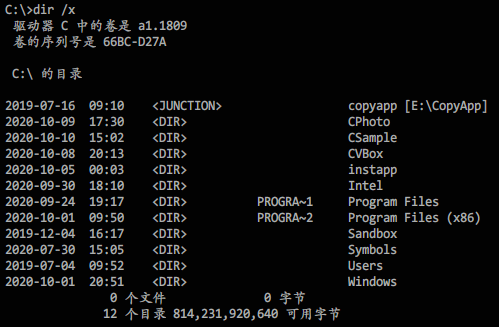 C:\>dir /x
驱动器 C 中的卷是 a1.1809
卷的序列号是 66BC-D27A
C:\ 的目录
2019-07-16  09:10    <JUNCTION>                 copyapp [E:\CopyApp]
2020-10-09  17:30    <DIR>                      CPhoto
2020-10-10  15:02    <DIR>                      CSample
2020-10-08  20:13    <DIR>                      CVBox
2020-10-05  00:03    <DIR>                      instapp
2020-09-30  18:10    <DIR>                      Intel
2020-09-24  19:17    <DIR>          PROGRA~1     Program Files
2020-10-01  09:50    <DIR>          PROGRA~2     Program Files (x86)
2019-12-04  16:17    <DIR>                      Sandbox
2020-07-30  15:05    <DIR>                      Symbols
2019-07-04  09:52    <DIR>                      Users
2020-10-01  20:51    <DIR>                      Windows
0 个文件              0 字节
12 个目录 814,231,920,640 可用字节